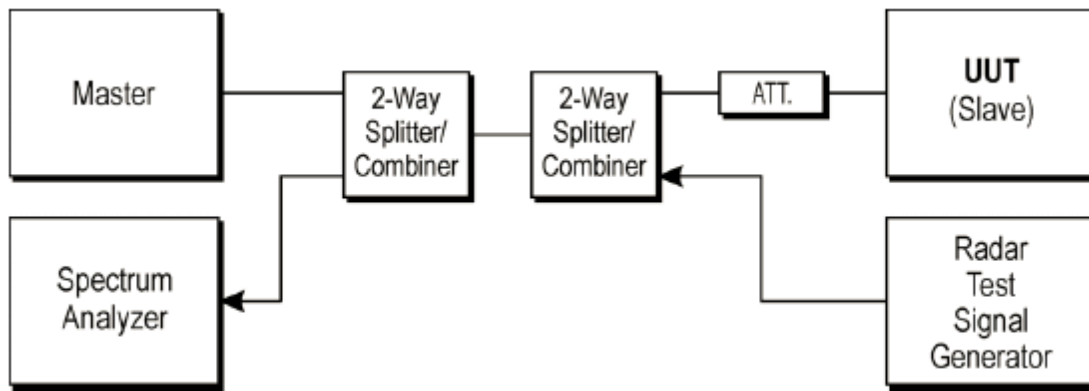 Master
2-Way
Splitter/
Combiner
2-Way
Splitter/
Combiner
ATT.
UUT
(Slave)
Spectrum
Analyzer
Radar
Test
Signal
Generator